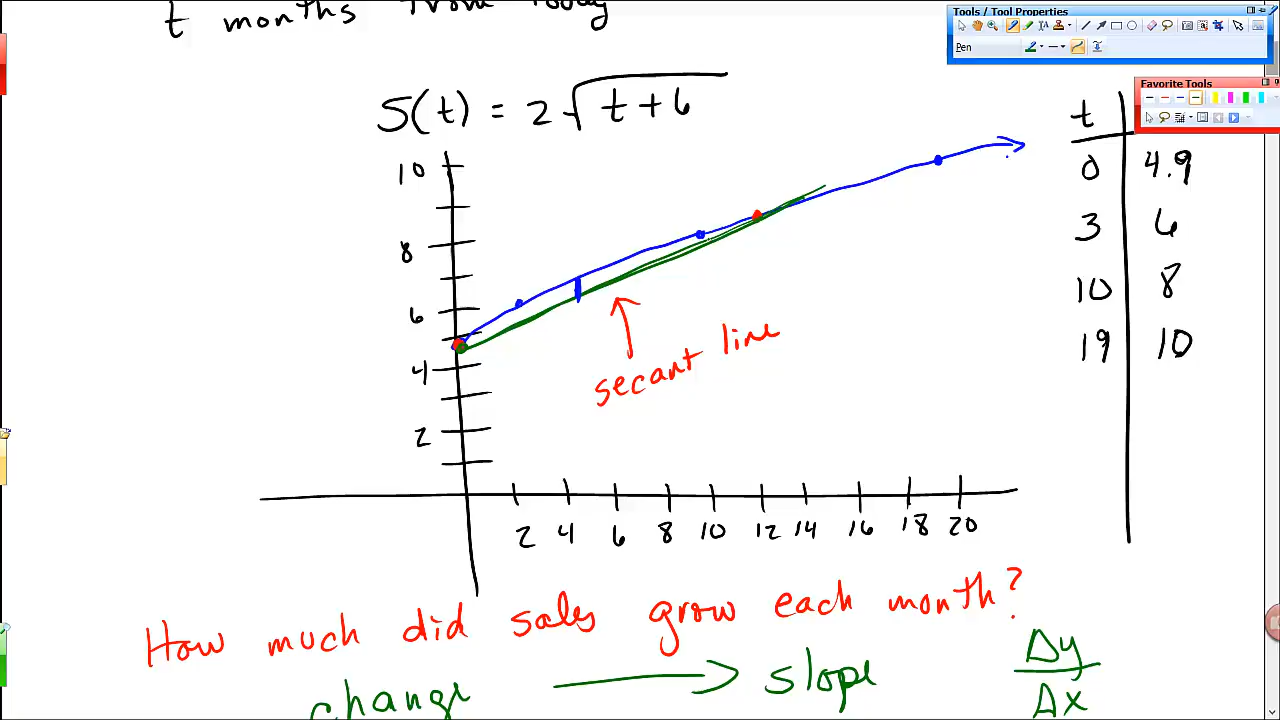 t months from today
Tools / Tool Properties
Pen
Favorite Tools
S(t) = 2√(t+6)
t
0 4.9
3 6
10 8
19 10
10
8
6
4
2
secant line
2 4 6 8 10 12 14 16 18 20
How much did sales grow each month?
change → slope Δy/Δx